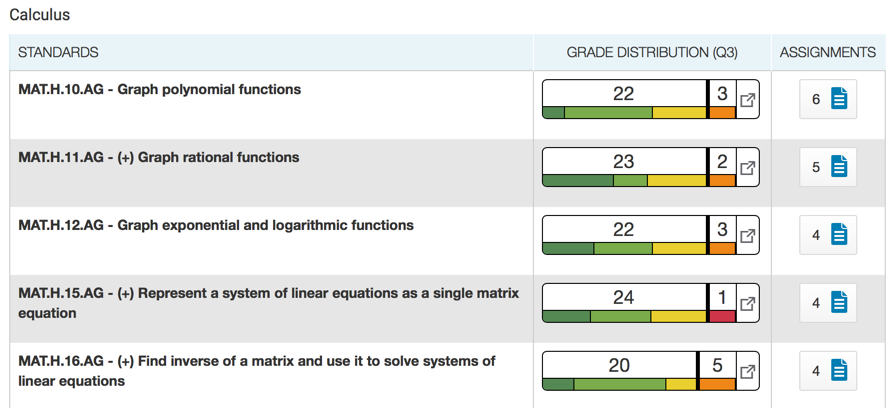 Calculus
STANDARDS GRADE DISTRIBUTION (Q3) ASSIGNMENTS
MAT.H.10.AG - Graph polynomial functions 22 3 6
MAT.H.11.AG - (+) Graph rational functions 23 2 5
MAT.H.12.AG - Graph exponential and logarithmic functions 22 3 4
MAT.H.15.AG - (+) Represent a system of linear equations as a single matrix 24 1 4
equation
MAT.H.16.AG - (+) Find inverse of a matrix and use it to solve systems of 20 5 4
linear equations